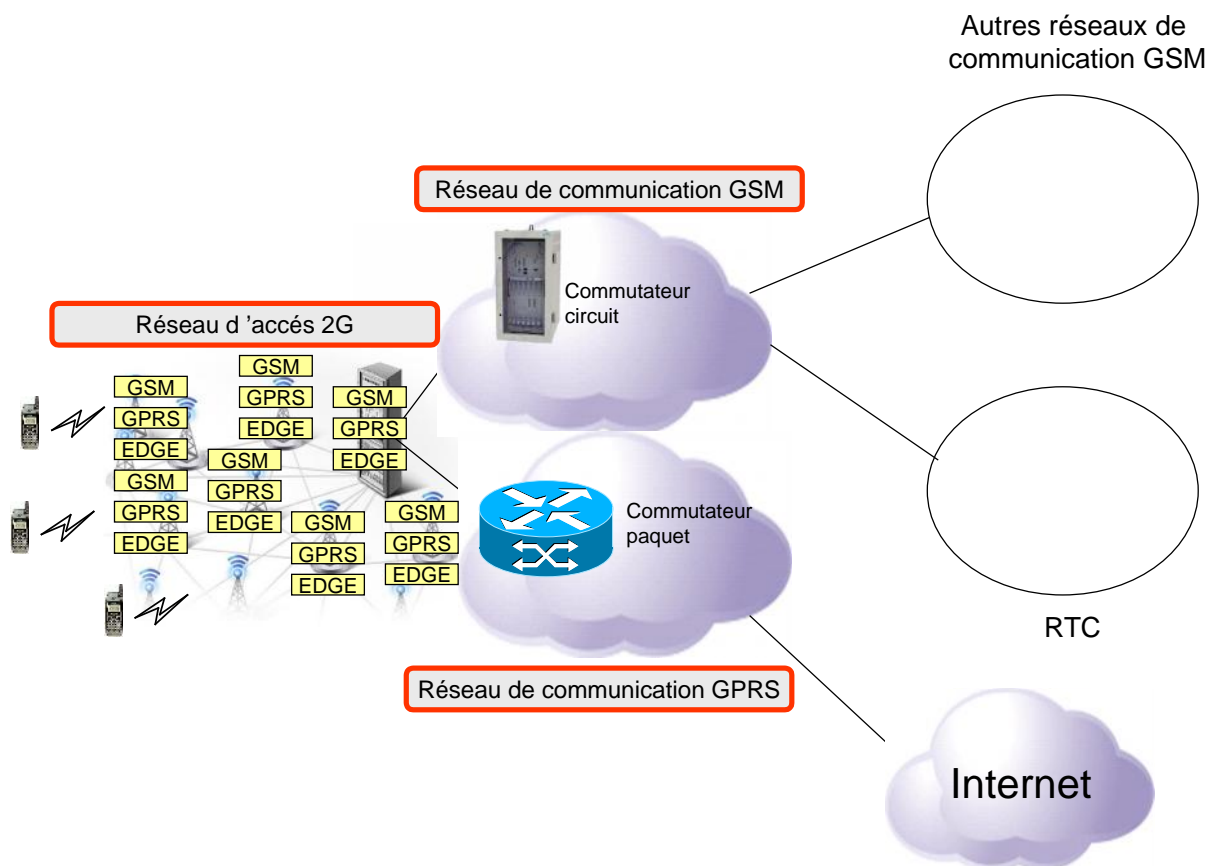 Autres réseaux de
communication GSM
Réseau de communication GSM
Commutateur
circuit
Réseau d ’accés 2G
GSM
GPRS
EDGE
GSM
GPRS
EDGE
GSM
GPRS
EDGE
GSM
GPRS
EDGE
GSM
GPRS
EDGE
GSM
GPRS
EDGE
GSM
GPRS
EDGE
Commutateur
paquet
RTC
Réseau de communication GPRS
Internet